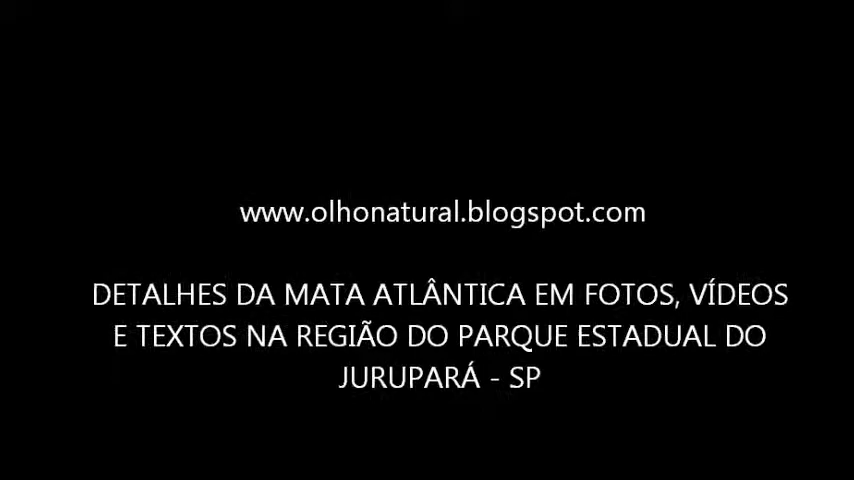 www.olhonatural.blogspot.com
DETALHES DA MATA ATLÂNTICA EM FOTOS, VÍDEOS
E TEXTOS NA REGIÃO DO PARQUE ESTADUAL DO
JURUPARÁ - SP